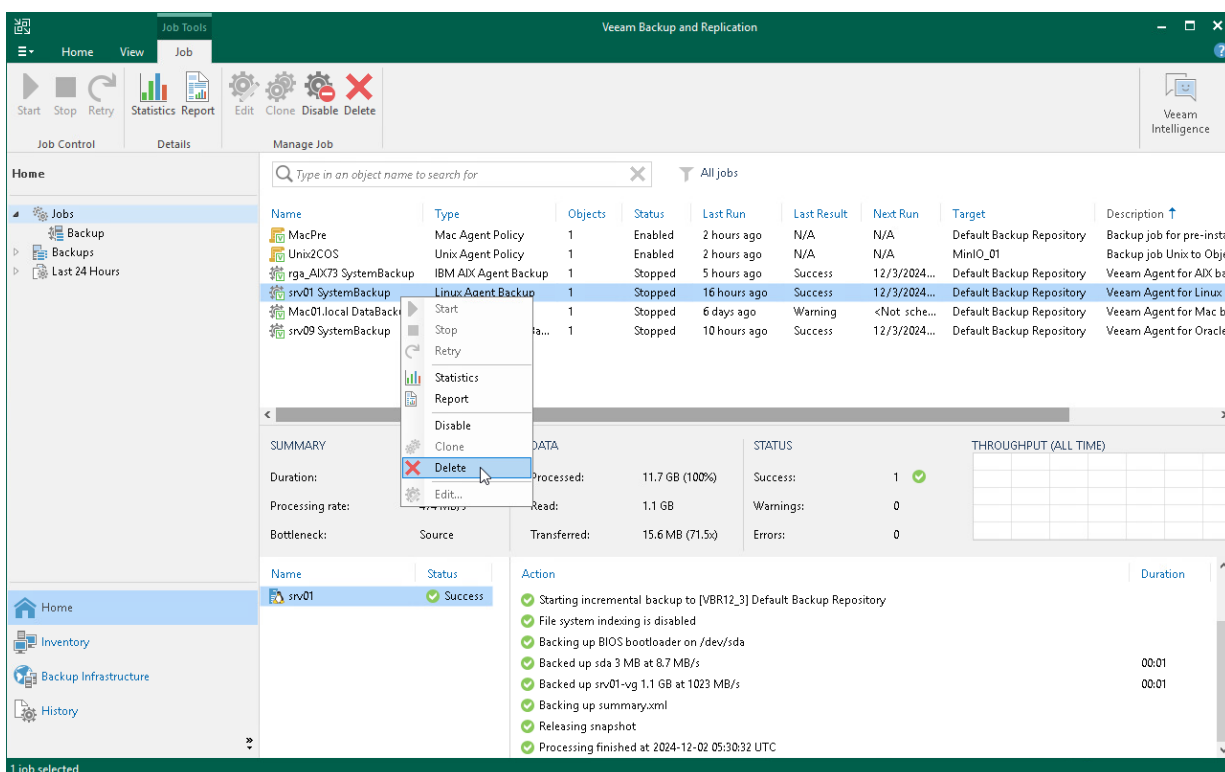 Job Tools
Veeam Backup and Replication
Home View Job
Start Stop Retry Statistics Report Edit Clone Disable Delete
Veeam
Intelligence
Job Control Details Manage Job
Home
Type in an object name to search for
All jobs
Jobs
Backup
Backups
Last 24 Hours
Name Type Objects Status Last Run Last Result Next Run Target Description
MacPre Mac Agent Policy 1 Enabled 2 hours ago N/A N/A Default Backup Repository Backup job for pre-insta
Unix2COS Unix Agent Policy 1 Enabled 2 hours ago N/A N/A MinIO_01 Backup job Unix to Obje
rga_AIX73 SystemBackup IBM AIX Agent Backup 1 Stopped 5 hours ago Success 12/3/2024... Default Backup Repository Veeam Agent for AIX ba
srv01 SystemBackup Linux Agent Backup 1 Stopped 16 hours ago Success 12/3/2024... Default Backup Repository Veeam Agent for Linux
Mac01.local DataBack 1 Stopped 6 days ago Warning <Not sche... Default Backup Repository Veeam Agent for Mac b
srv09 SystemBackup Ba... 1 Stopped 10 hours ago Success 12/3/2024... Default Backup Repository Veeam Agent for Oracle
Start
Stop
Retry
Statistics
Report
Disable
Clone
Delete
Edit...
SUMMARY
Duration:
Processing rate:
Bottleneck: Source
DATA
Processed: 11.7 GB (100%)
Read: 1.1 GB
Transferred: 15.6 MB (71.5x)
STATUS
Success: 1
Warnings: 0
Errors: 0
THROUGHPUT (ALL TIME)
Name Status
srv01 Success
Action Duration
Starting incremental backup to [VBR12_3] Default Backup Repository
File system indexing is disabled
Backing up BIOS bootloader on /dev/sda
Backed up sda 3 MB at 8.7 MB/s 00:01
Backed up srv01-vg 1.1 GB at 1023 MB/s 00:01
Backing up summary.xml
Releasing snapshot
Processing finished at 2024-12-02 05:30:32 UTC
Home
Inventory
Backup Infrastructure
History
1 job selected